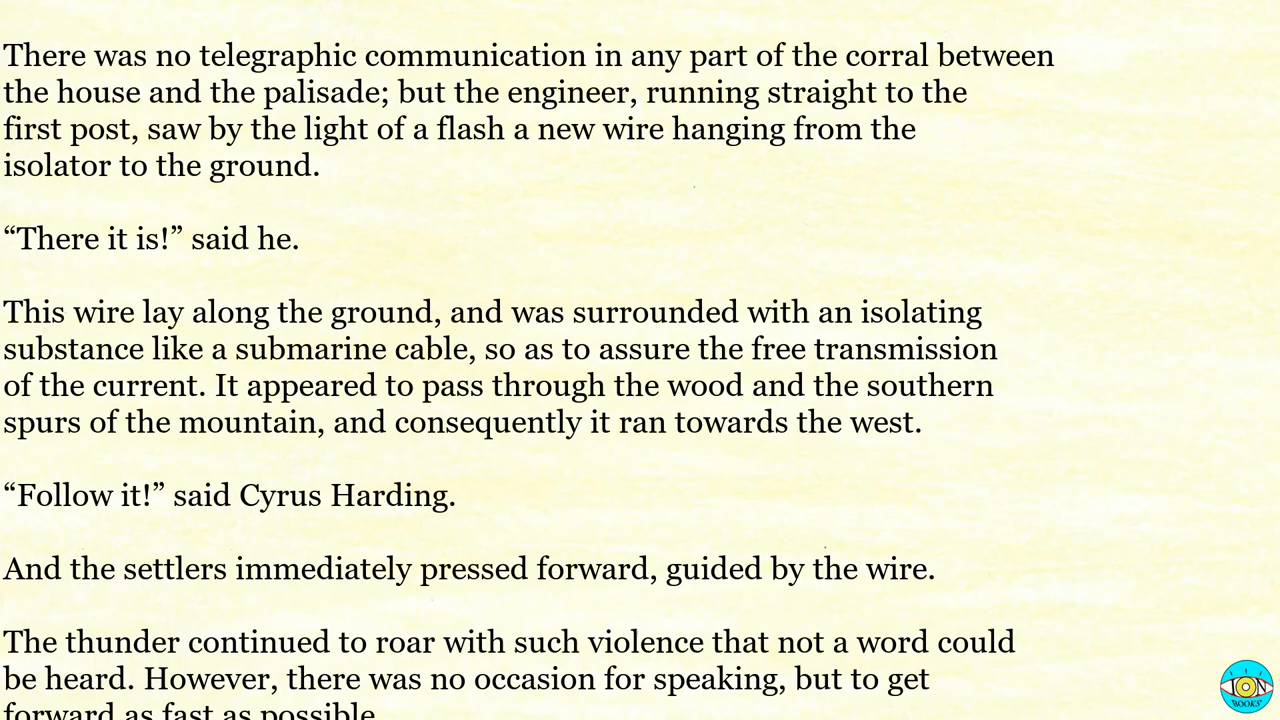 There was no telegraphic communication in any part of the corral between
the house and the palisade; but the engineer, running straight to the
first post, saw by the light of a flash a new wire hanging from the
isolator to the ground.
“There it is!” said he.
This wire lay along the ground, and was surrounded with an isolating
substance like a submarine cable, so as to assure the free transmission
of the current. It appeared to pass through the wood and the southern
spurs of the mountain, and consequently it ran towards the west.
“Follow it!” said Cyrus Harding.
And the settlers immediately pressed forward, guided by the wire.
The thunder continued to roar with such violence that not a word could
be heard. However, there was no occasion for speaking, but to get
forward as fast as possible.
ION
BOOKS